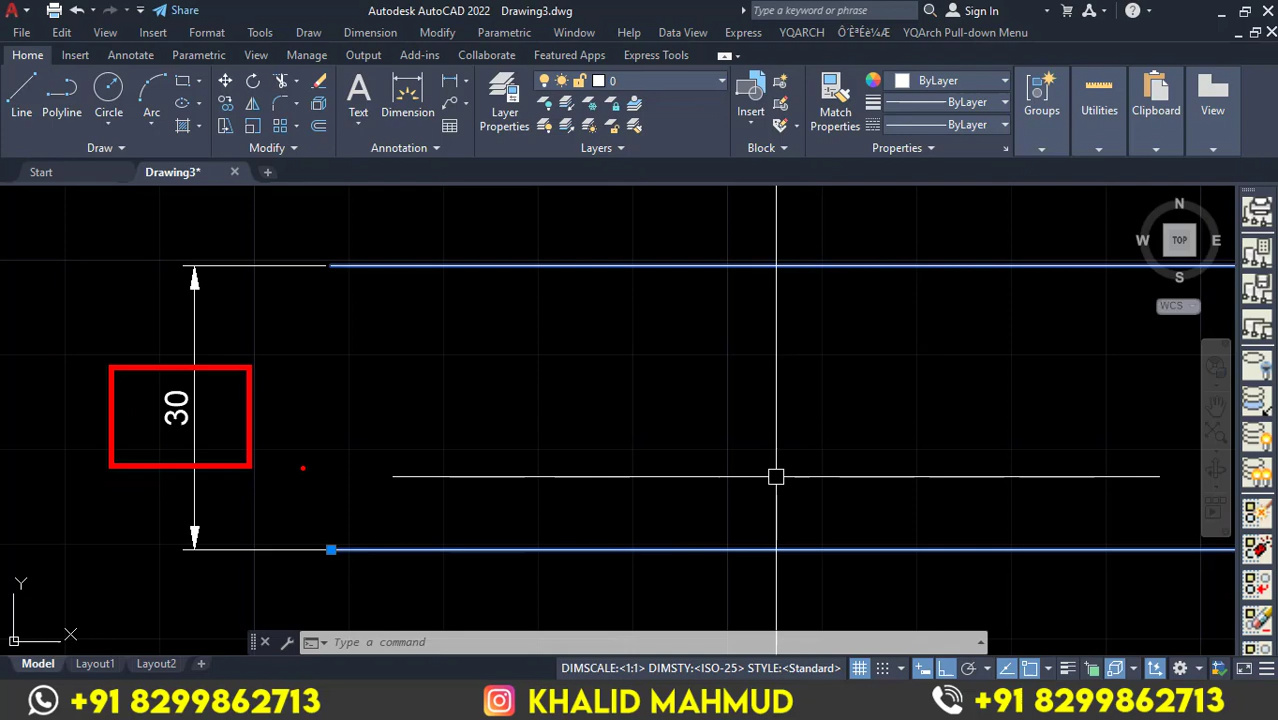 Share
Autodesk AutoCAD 2022 Drawing3.dwg
Type a keyword or phrase
Sign In
File Edit View Insert Format Tools Draw Dimension Modify Parametric Window Help Data View Express YQARCH Ô´ÈªÉè¼Æ YQArch Pull-down Menu
Home Insert Annotate Parametric View Manage Output Add-ins Collaborate Featured Apps Express Tools
0
ByLayer
ByLayer
ByLayer
Line Polyline Circle Arc Text Dimension Layer Properties Insert Match Properties Groups Utilities Clipboard View
Draw Modify Annotation Layers Block Properties
Start Drawing3*
N
W TOP E
S
WCS
30
Y
X
Type a command
Model Layout1 Layout2
DIMSCALE:<1:1> DIMSTY:<ISO-25> STYLE:<Standard>
+91 8299862713 KHALID MAHMUD +91 8299862713